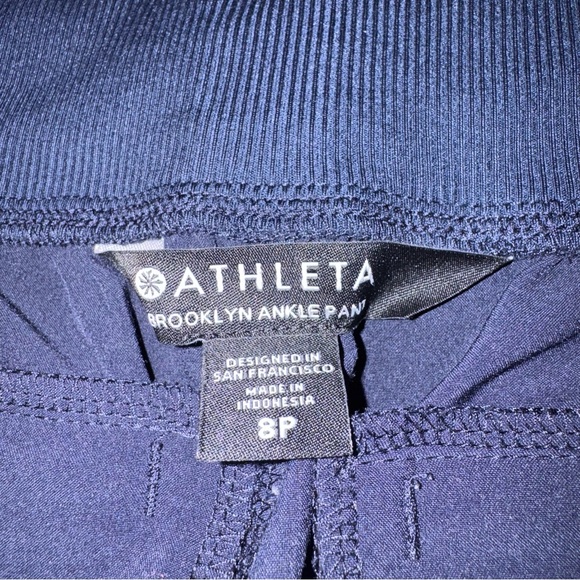 ATHLETA
BROOKLYN ANKLE PANT
DESIGNED IN
SAN FRANCISCO
MADE IN
INDONESIA
8P